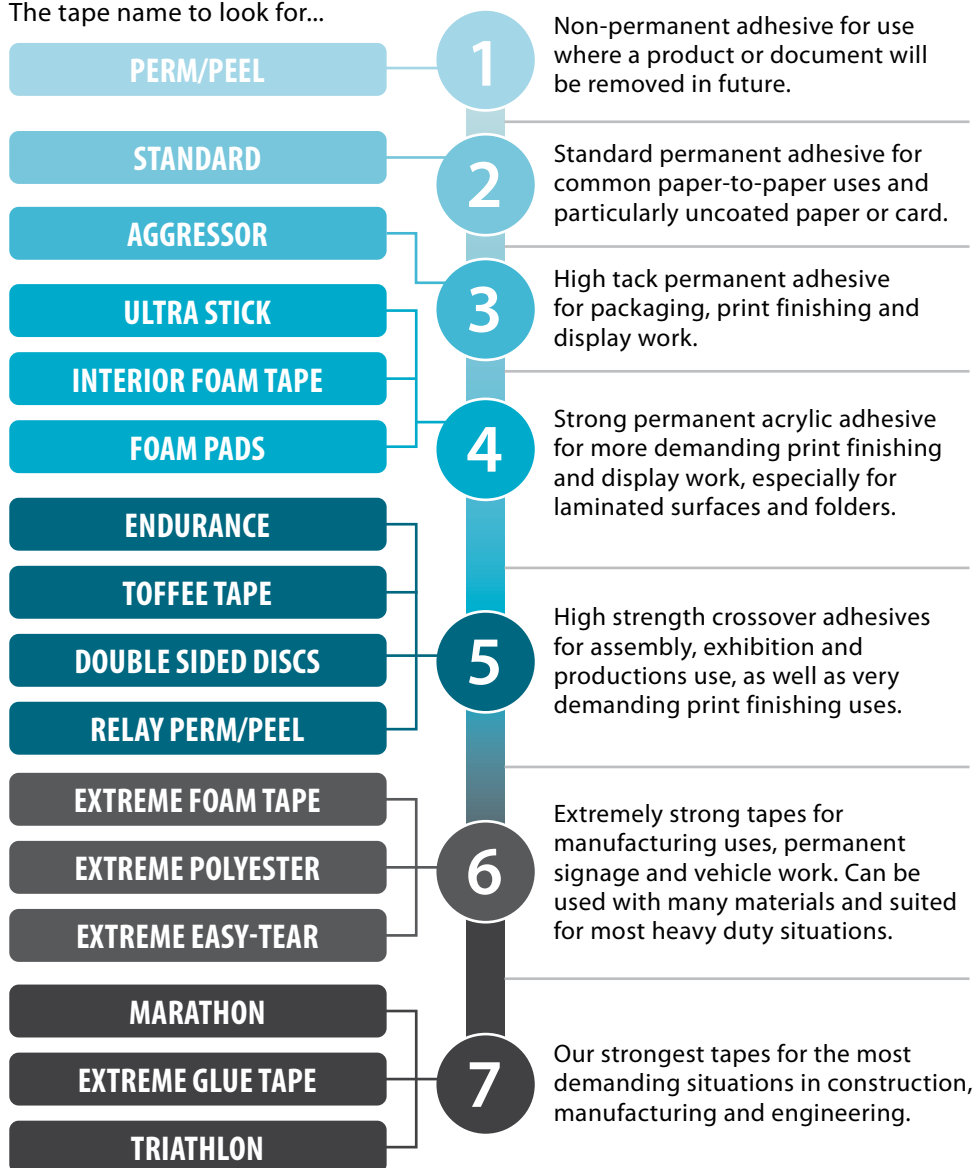 The tape name to look for...
PERM/PEEL
1
Non-permanent adhesive for use
where a product or document will
be removed in future.
STANDARD
2
Standard permanent adhesive for
common paper-to-paper uses and
particularly uncoated paper or card.
AGGRESSOR
3
High tack permanent adhesive
for packaging, print finishing and
display work.
ULTRA STICK
INTERIOR FOAM TAPE
FOAM PADS
4
Strong permanent acrylic adhesive
for more demanding print finishing
and display work, especially for
laminated surfaces and folders.
ENDURANCE
TOFFEE TAPE
DOUBLE SIDED DISCS
RELAY PERM/PEEL
5
High strength crossover adhesives
for assembly, exhibition and
productions use, as well as very
demanding print finishing uses.
EXTREME FOAM TAPE
EXTREME POLYESTER
EXTREME EASY-TEAR
6
Extremely strong tapes for
manufacturing uses, permanent
signage and vehicle work. Can be
used with many materials and suited
for most heavy duty situations.
MARATHON
EXTREME GLUE TAPE
TRIATHLON
7
Our strongest tapes for the most
demanding situations in construction,
manufacturing and engineering.